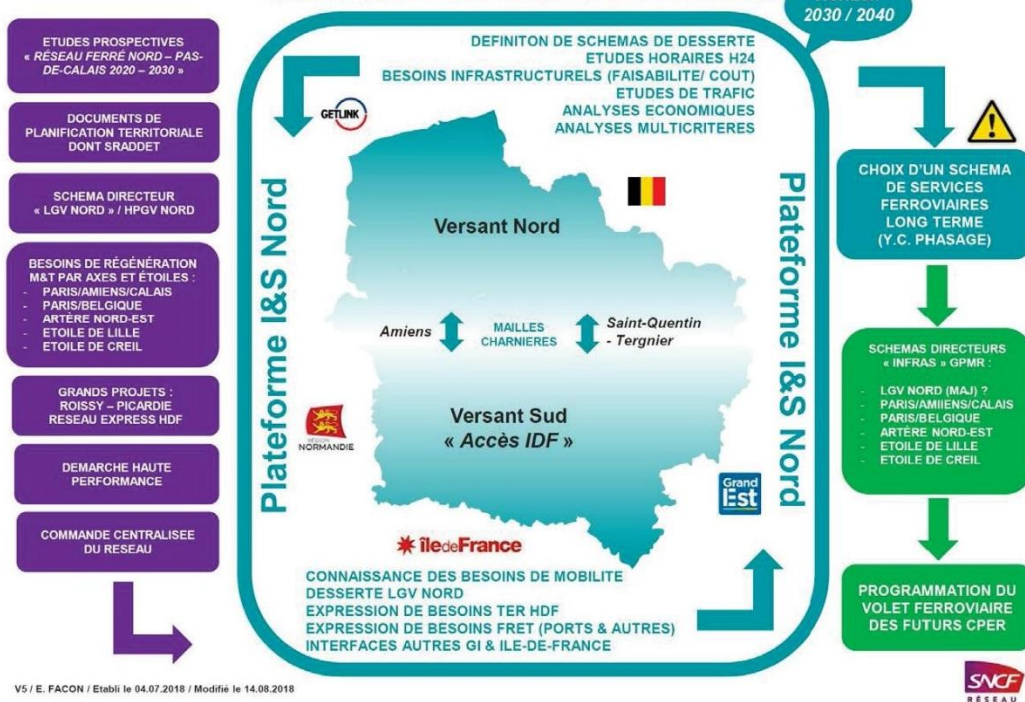 2030 / 2040
ETUDES PROSPECTIVES
« RÉSEAU FERRÉ NORD – PAS-
DE-CALAIS 2020 – 2030 »
DOCUMENTS DE
PLANIFICATION TERRITORIALE
DONT SRADDET
SCHEMA DIRECTEUR
« LGV NORD » / HPGV NORD
BESOINS DE RÉGÉNÉRATION
M&T PAR AXES ET ÉTOILES :
- PARIS/AMIENS/CALAIS
- PARIS/BELGIQUE
- ARTÈRE NORD-EST
- ETOILE DE LILLE
- ETOILE DE CREIL
GRANDS PROJETS :
ROISSY – PICARDIE
RESEAU EXPRESS HDF
DEMARCHE HAUTE
PERFORMANCE
COMMANDE CENTRALISEE
DU RESEAU
Plateforme I&S Nord
DEFINITON DE SCHEMAS DE DESSERTE
ETUDES HORAIRES H24
BESOINS INFRASTRUCTURELS (FAISABILITE/ COUT)
ETUDES DE TRAFIC
ANALYSES ECONOMIQUES
ANALYSES MULTICRITERES
GETLINK
Versant Nord
Amiens
MAILLES
CHARNIERES
Saint-Quentin
- Tergnier
Versant Sud
« Accès IDF »
RÉGION
NORMANDIE
Grand
Est
île de France
CONNAISSANCE DES BESOINS DE MOBILITE
DESSERTE LGV NORD
EXPRESSION DE BESOINS TER HDF
EXPRESSION DE BESOINS FRET (PORTS & AUTRES)
INTERFACES AUTRES GI & ILE-DE-FRANCE
Plateforme I&S Nord
CHOIX D'UN SCHEMA
DE SERVICES
FERROVIAIRES
LONG TERME
(Y.C. PHASAGE)
SCHEMAS DIRECTEURS
« INFRAS » GPMR :
- LGV NORD (MAJ) ?
- PARIS/AMIIENS/CALAIS
- PARIS/BELGIQUE
- ARTÈRE NORD-EST
- ETOILE DE LILLE
- ETOILE DE CREIL
PROGRAMMATION DU
VOLET FERROVIAIRE
DES FUTURS CPER
V5 / E. FACON / Etabli le 04.07.2018 / Modifié le 14.08.2018
SNCF
RÉSEAU